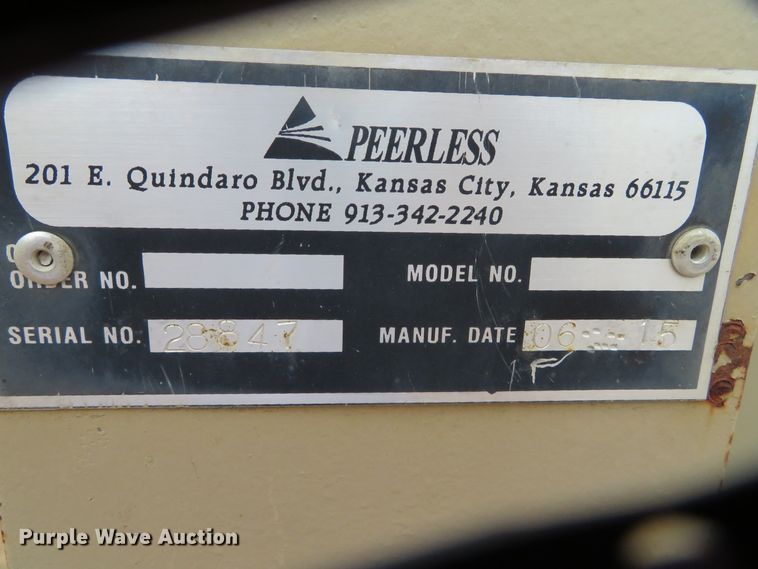 PEERLESS
201 E. Quindaro Blvd., Kansas City, Kansas 66115
PHONE 913-342-2240
ORDER NO.
MODEL NO.
SERIAL NO. 28847
MANUF. DATE 06 15
Purple Wave Auction